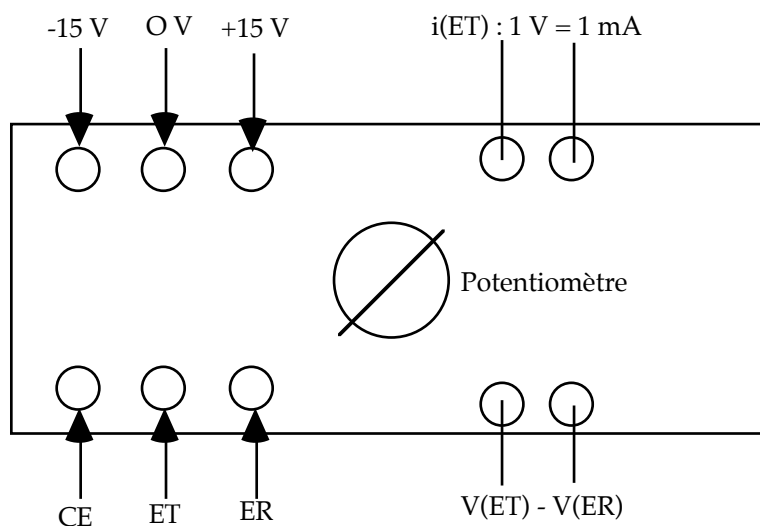 -15 V O V +15 V i(ET) : 1 V = 1 mA
Potentiomètre
CE ET ER V(ET) - V(ER)